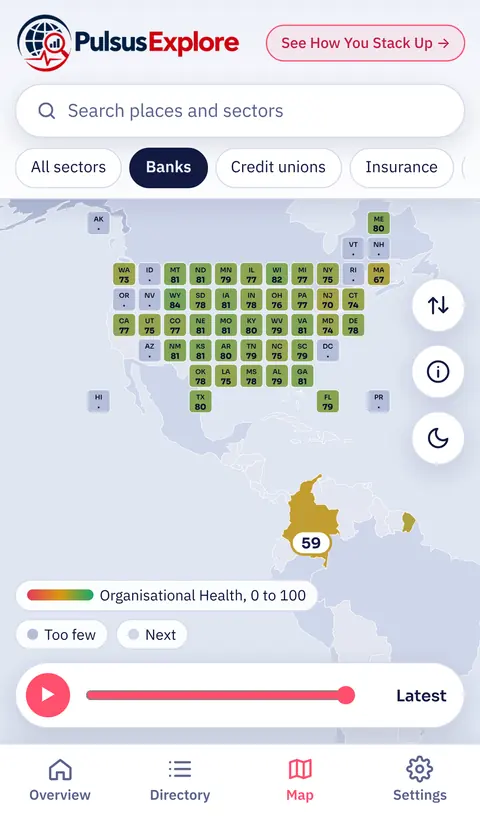 PulsusExplore
See How You Stack Up →
Search places and sectors
All sectors
Banks
Credit unions
Insurance
AK
ME 80
VT NH
WA 73 ID MT 81 ND 81 MN 79 IL 77 WI 82 MI 77 NY 75 RI MA 67
OR NV WY 84 SD 78 IA 81 IN 78 OH 76 PA 77 NJ 70 CT 74
CA 77 UT 75 CO 77 NE 81 MO 81 KY 80 WV 79 VA 81 MD 74 DE 78
AZ NM 81 KS 81 AR 80 TN 79 NC 75 SC 79 DC
OK 78 LA 75 MS 78 AL 79 GA 81
HI TX 80 FL 79 PR
59
Organisational Health, 0 to 100
Too few
Next
Latest
Overview
Directory
Map
Settings